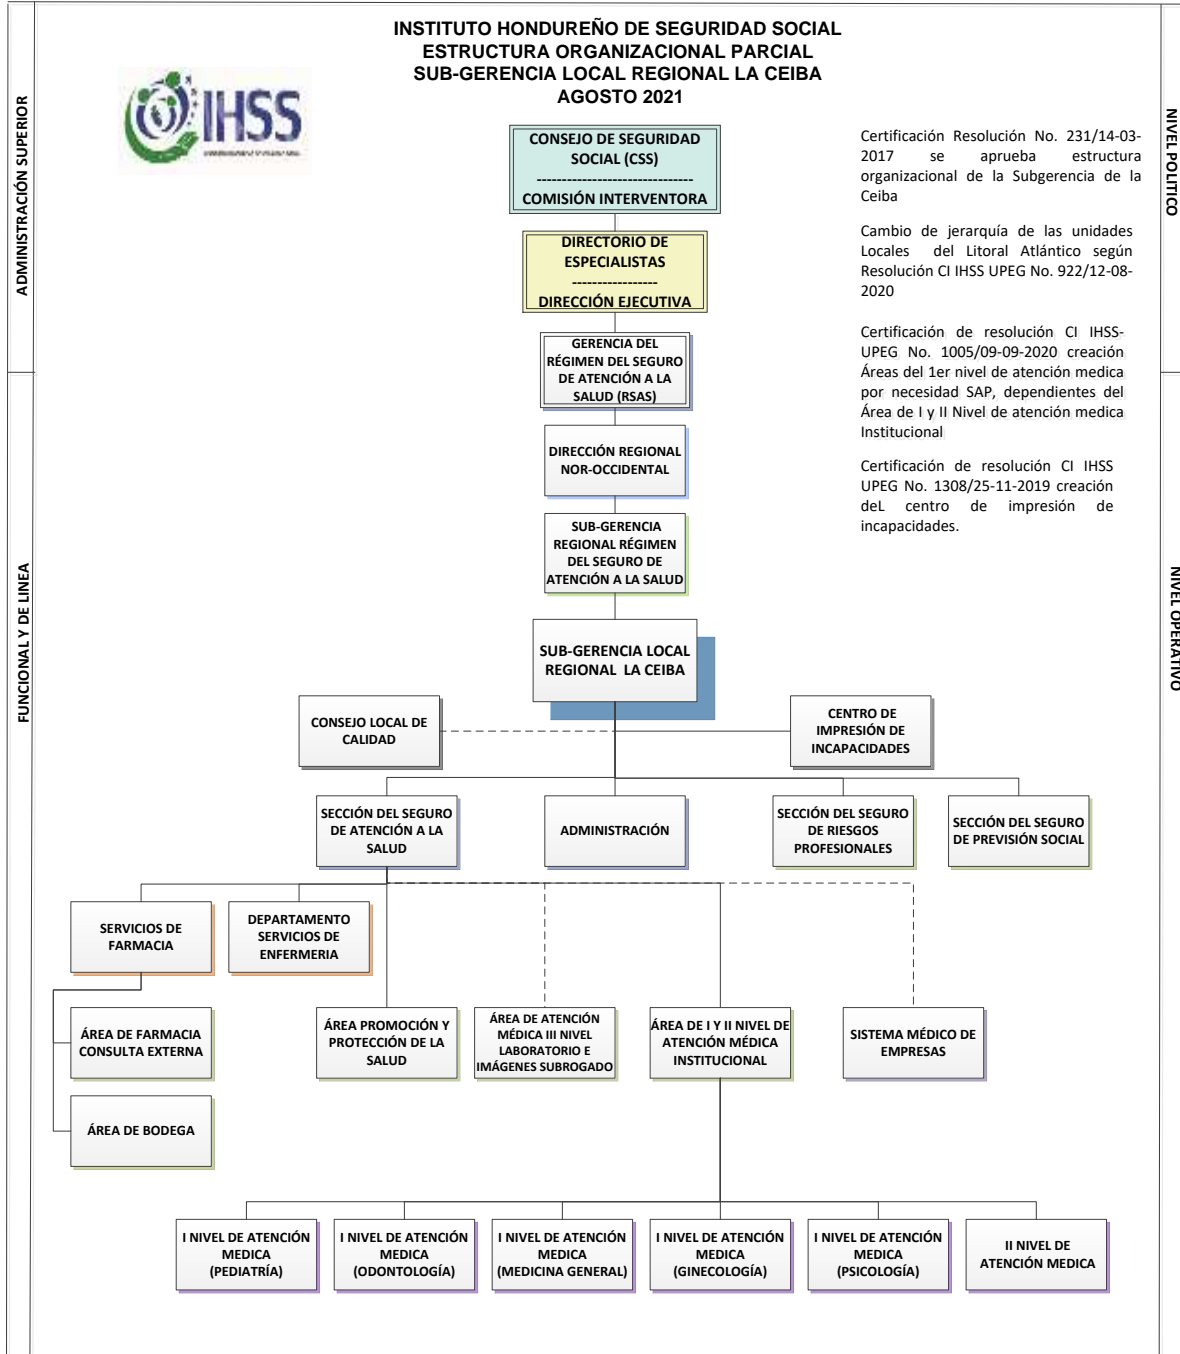 INSTITUTO HONDUREÑO DE SEGURIDAD SOCIAL
ESTRUCTURA ORGANIZACIONAL PARCIAL
SUB-GERENCIA LOCAL REGIONAL LA CEIBA
AGOSTO 2021
IHSS
ADMINISTRACIÓN SUPERIOR
FUNCIONAL Y DE LINEA
NIVEL POLITICO
NIVEL OPERATIVO
CONSEJO DE SEGURIDAD
SOCIAL (CSS)
--------------------------------
COMISIÓN INTERVENTORA
DIRECTORIO DE
ESPECIALISTAS
-----------------
DIRECCIÓN EJECUTIVA
GERENCIA DEL
RÉGIMEN DEL SEGURO
DE ATENCIÓN A LA
SALUD (RSAS)
DIRECCIÓN REGIONAL
NOR-OCCIDENTAL
SUB-GERENCIA
REGIONAL RÉGIMEN
DEL SEGURO DE
ATENCIÓN A LA SALUD
SUB-GERENCIA LOCAL
REGIONAL LA CEIBA
Certificación Resolución No. 231/14-03-
2017 se aprueba estructura
organizacional de la Subgerencia de la
Ceiba
Cambio de jerarquía de las unidades
Locales del Litoral Atlántico según
Resolución CI IHSS UPEG No. 922/12-08-
2020
Certificación de resolución CI IHSS-
UPEG No. 1005/09-09-2020 creación
Áreas del 1er nivel de atención medica
por necesidad SAP, dependientes del
Área de I y II Nivel de atención medica
Institucional
Certificación de resolución CI IHSS
UPEG No. 1308/25-11-2019 creación
deL centro de impresión de
incapacidades.
CONSEJO LOCAL DE
CALIDAD
CENTRO DE
IMPRESIÓN DE
INCAPACIDADES
SECCIÓN DEL SEGURO
DE ATENCIÓN A LA
SALUD
ADMINISTRACIÓN
SECCIÓN DEL SEGURO
DE RIESGOS
PROFESIONALES
SECCIÓN DEL SEGURO
DE PREVISIÓN SOCIAL
SERVICIOS DE
FARMACIA
DEPARTAMENTO
SERVICIOS DE
ENFERMERIA
ÁREA DE FARMACIA
CONSULTA EXTERNA
ÁREA PROMOCIÓN Y
PROTECCIÓN DE LA
SALUD
ÁREA DE ATENCIÓN
MÉDICA III NIVEL
LABORATORIO E
IMÁGENES SUBROGADO
ÁREA DE I Y II NIVEL DE
ATENCIÓN MÉDICA
INSTITUCIONAL
SISTEMA MÉDICO DE
EMPRESAS
ÁREA DE BODEGA
I NIVEL DE ATENCIÓN
MEDICA
(PEDIATRÍA)
I NIVEL DE ATENCIÓN
MEDICA
(ODONTOLOGÍA)
I NIVEL DE ATENCIÓN
MEDICA
(MEDICINA GENERAL)
I NIVEL DE ATENCIÓN
MEDICA
(GINECOLOGÍA)
I NIVEL DE ATENCIÓN
MEDICA
(PSICOLOGÍA)
II NIVEL DE
ATENCIÓN MEDICA